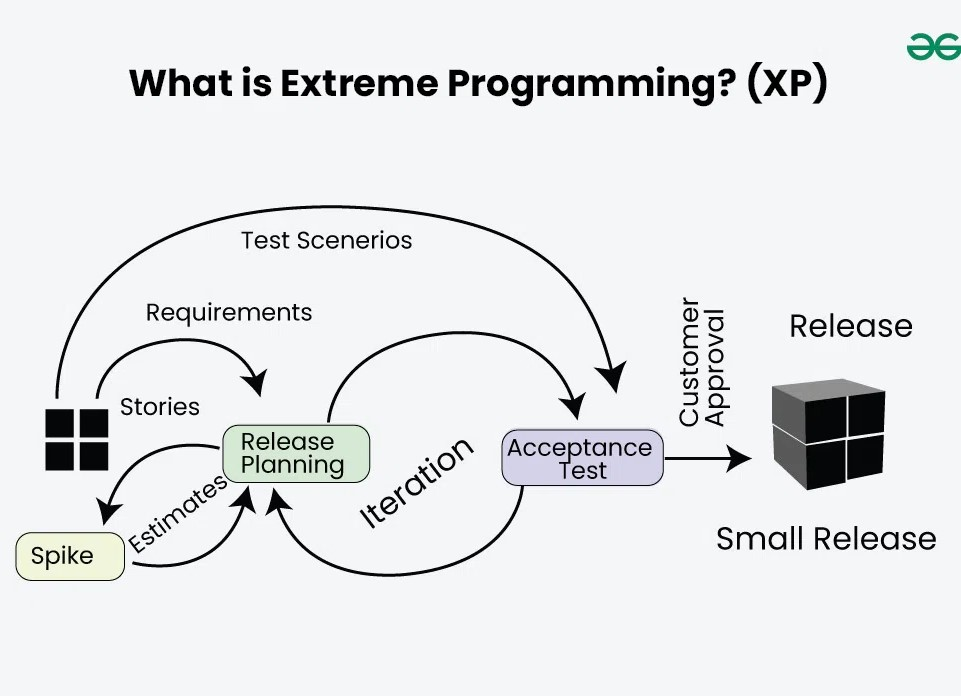 What is Extreme Programming? (XP)
Test Scenerios
Requirements
Stories
Release
Planning
Estimates
Spike
Iteration
Acceptance
Test
Customer
Approval
Release
Small Release